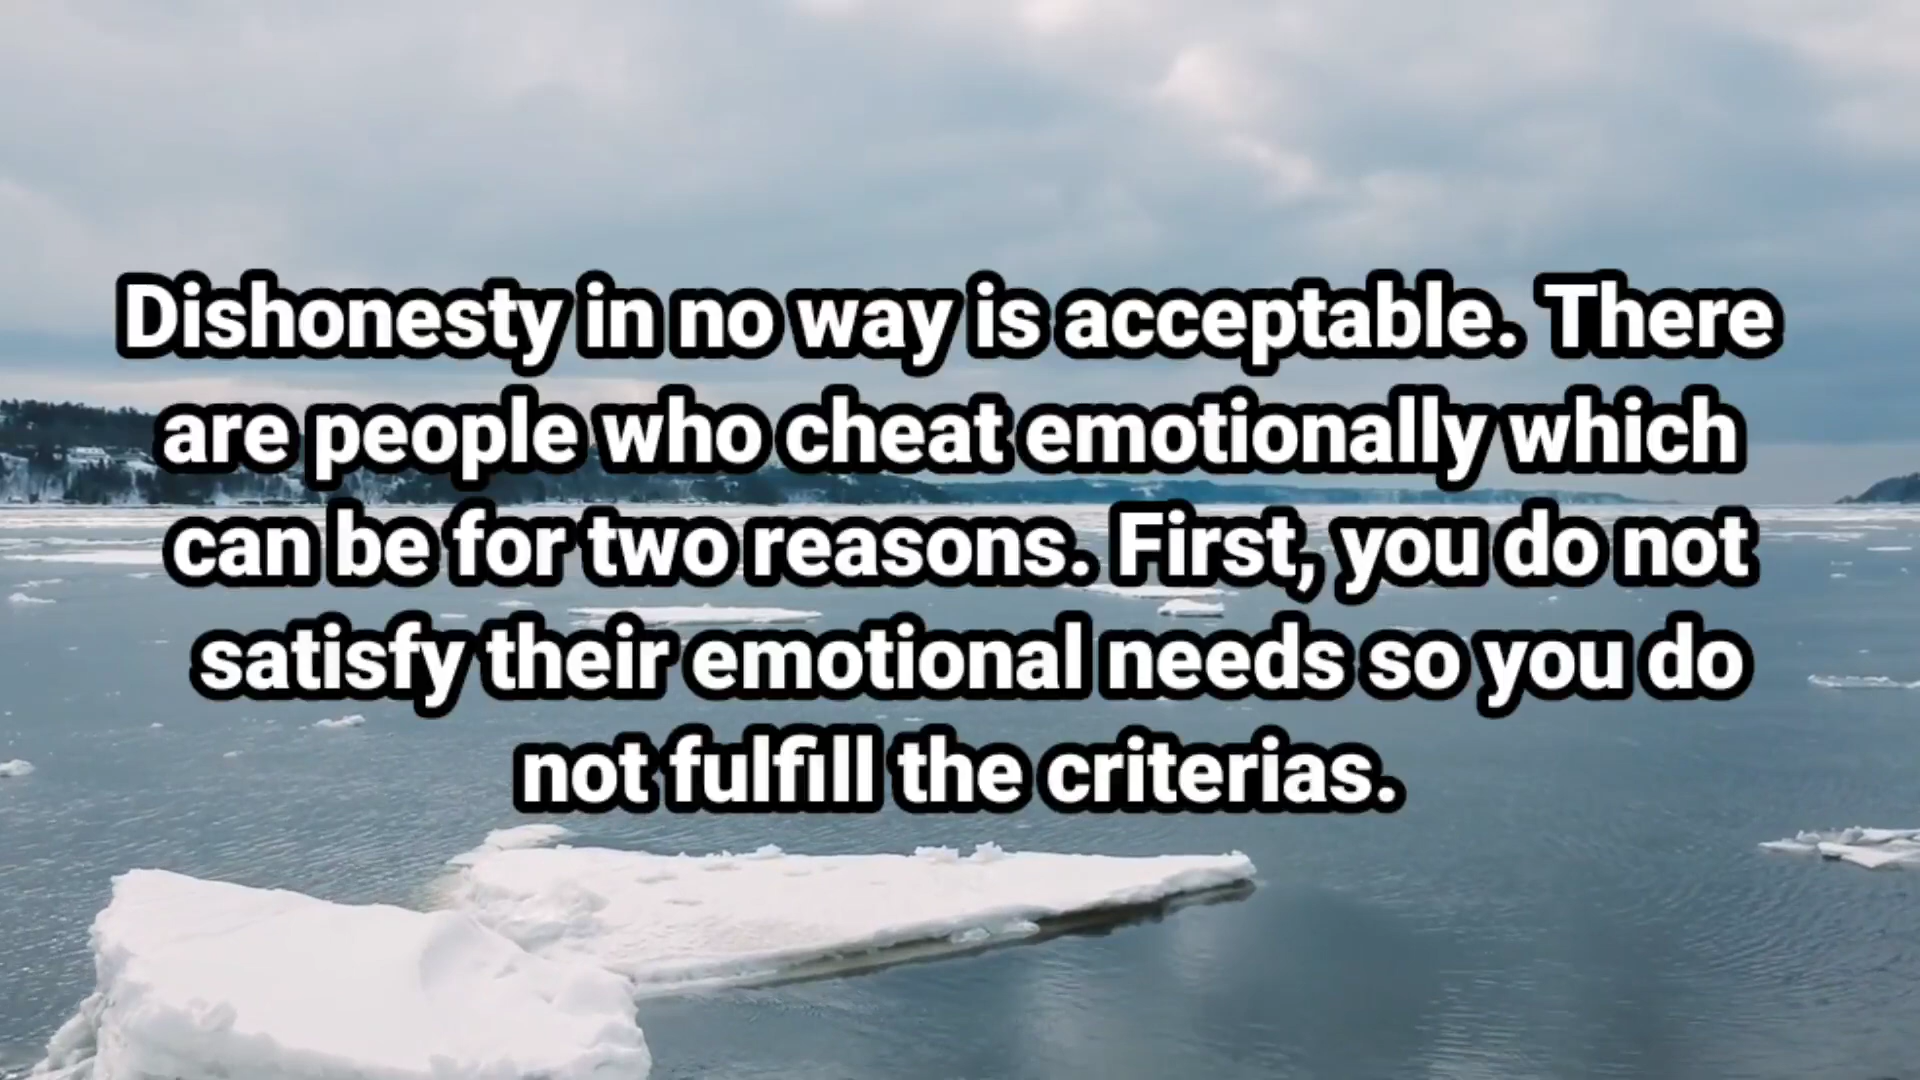 Dishonesty in no way is acceptable. There
are people who cheat emotionally which
can be for two reasons. First, you do not
satisfy their emotional needs so you do
not fulfill the criterias.